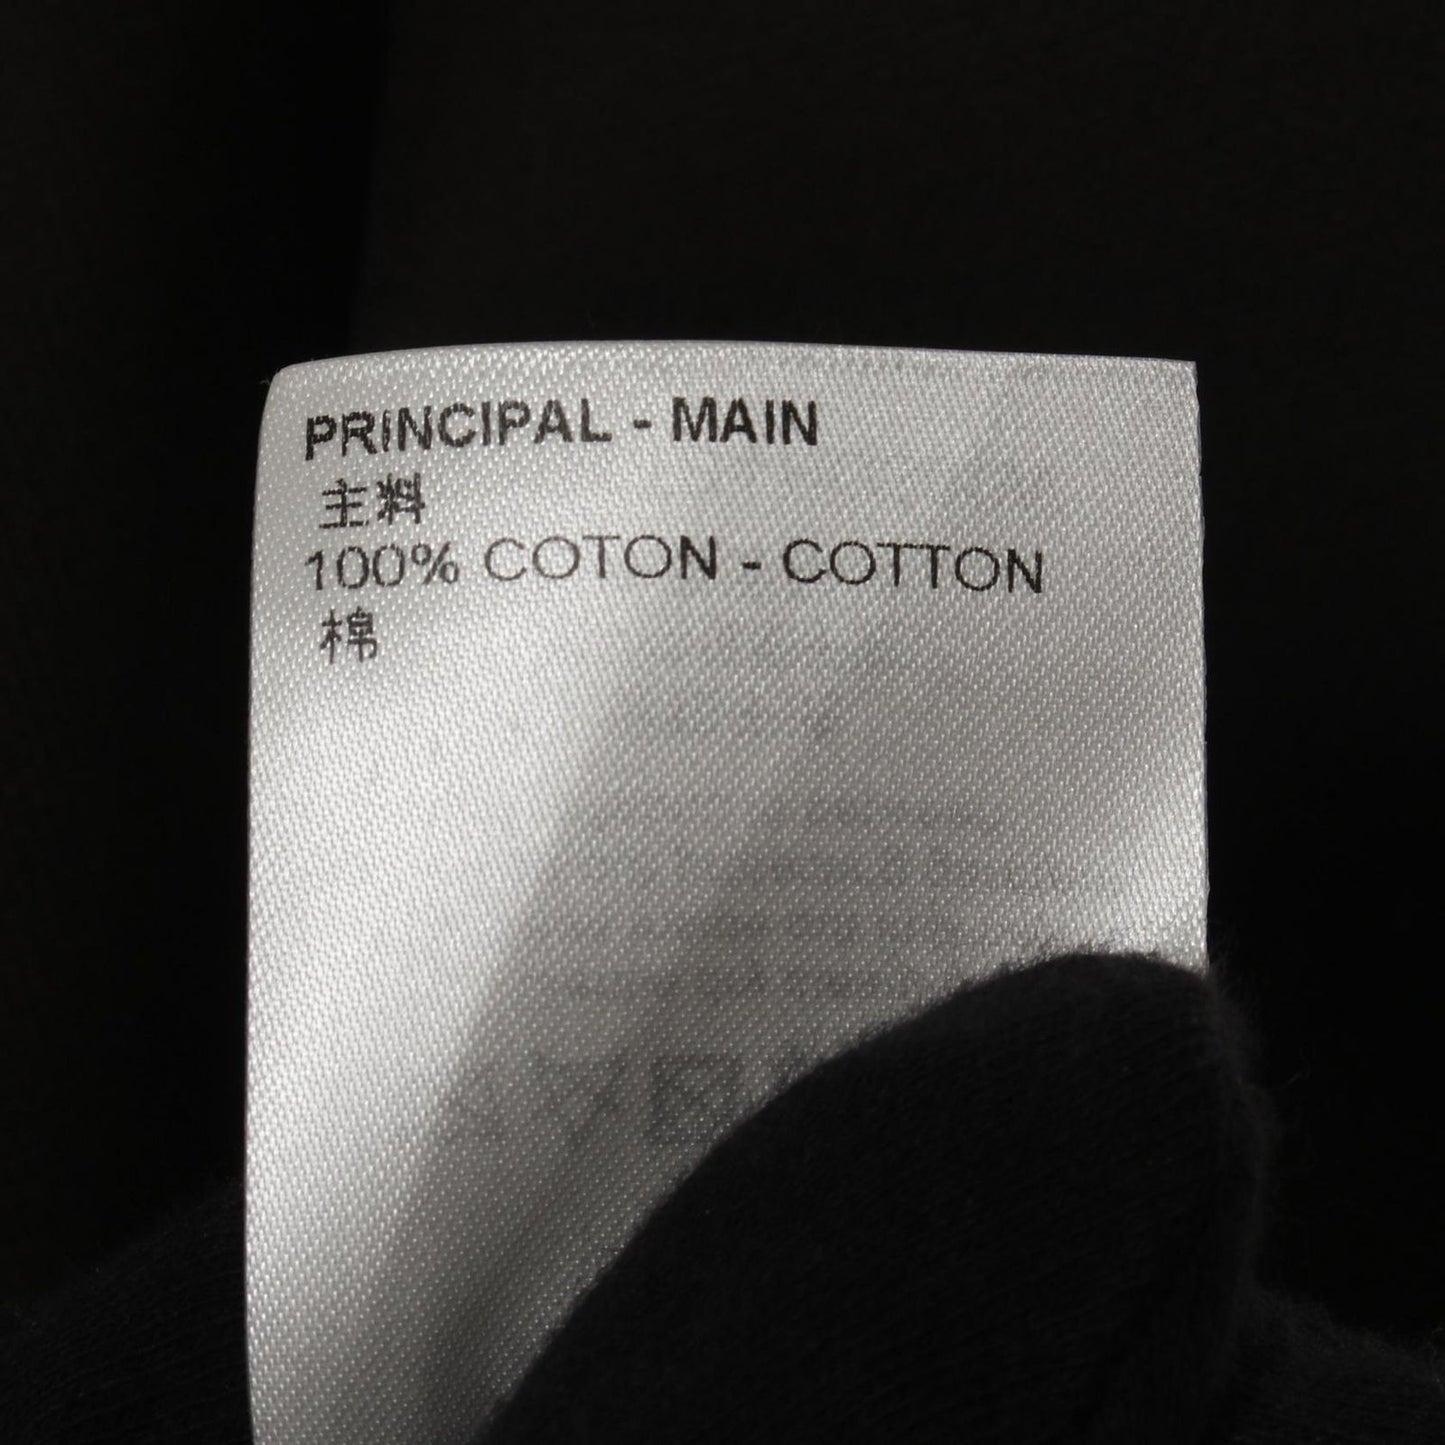 PRINCIPAL - MAIN
主料
100% COTON - COTTON
棉